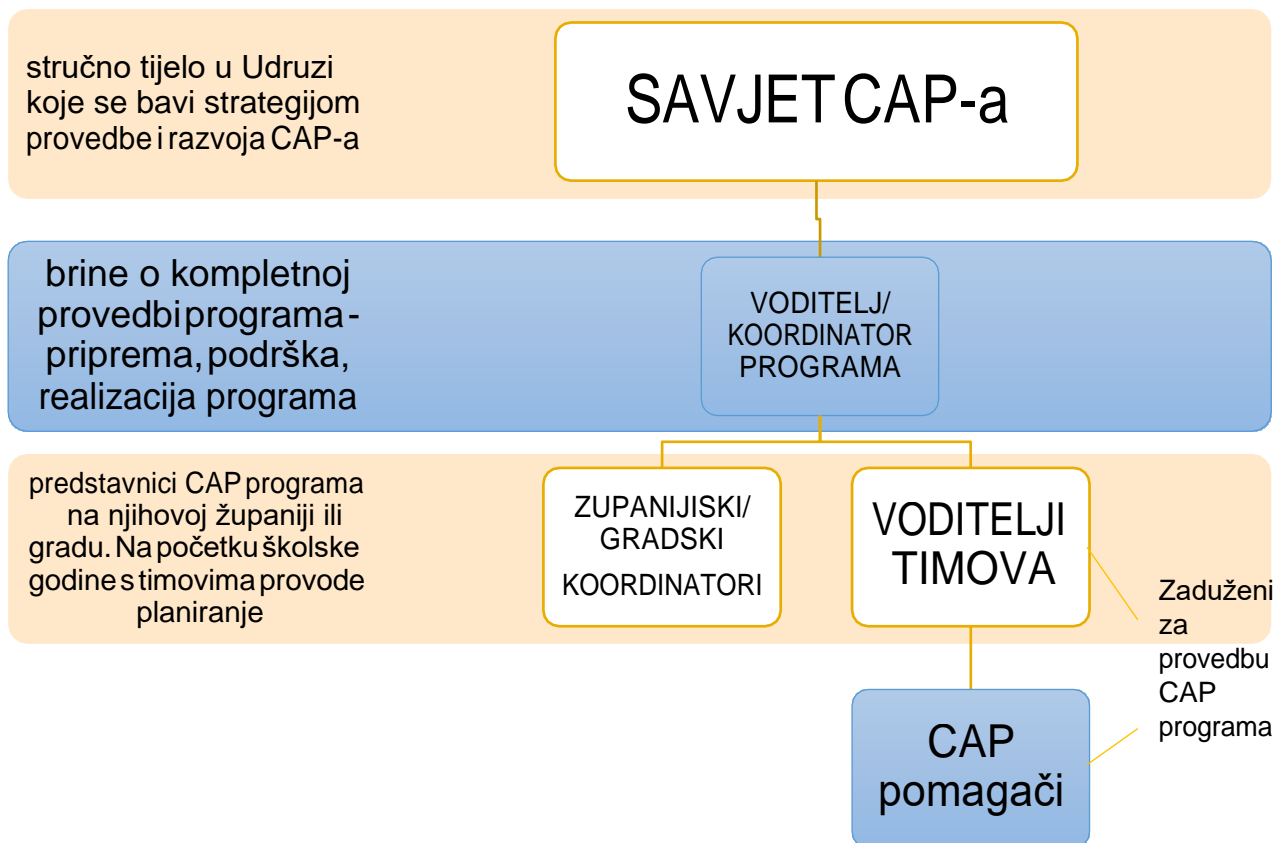 stručno tijelo u Udruzi
koje se bavi strategijom
provedbe i razvoja CAP-a
SAVJET CAP-a
brine o kompletnoj
provedbi programa -
priprema, podrška,
realizacija programa
VODITELJ/
KOORDINATOR
PROGRAMA
predstavnici CAP programa
na njihovoj županiji ili
gradu. Na početku školske
godine s timovima provode
planiranje
ZUPANIJISKI/
GRADSKI
KOORDINATORI
VODITELJI
TIMOVA
Zaduženi
za
provedbu
CAP
programa
CAP
pomagači